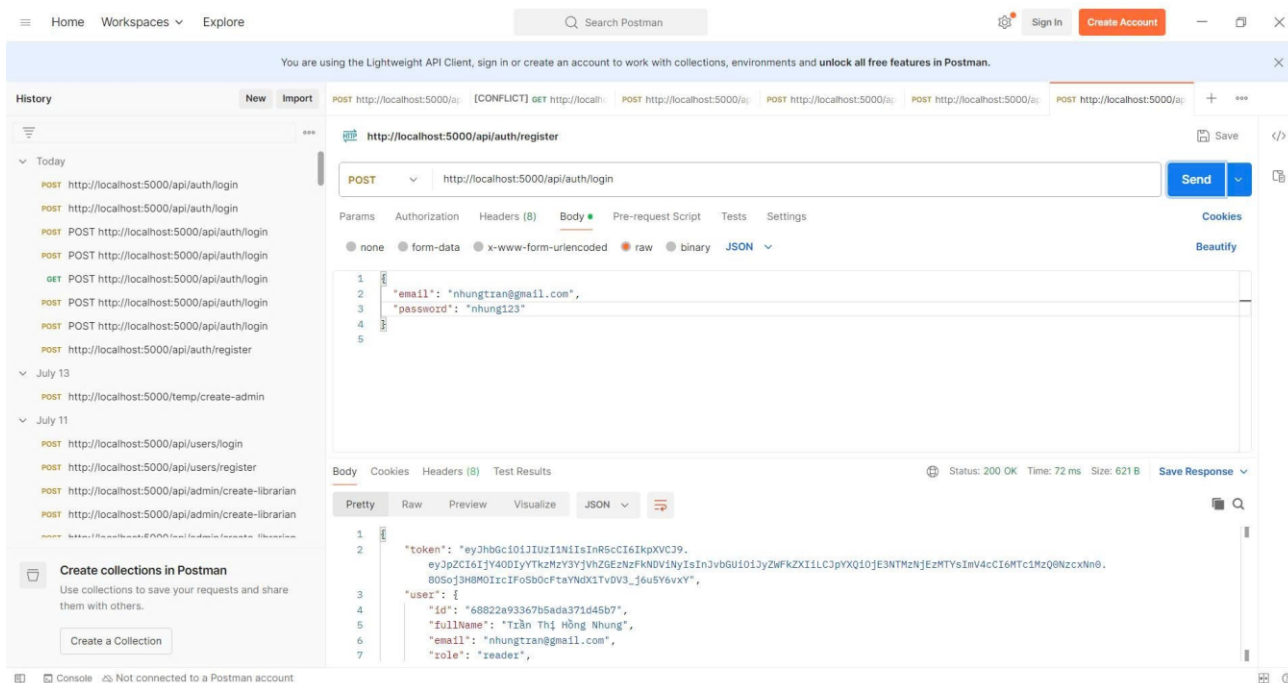 Home Workspaces Explore
Search Postman
Sign In
Create Account
You are using the Lightweight API Client, sign in or create an account to work with collections, environments and unlock all free features in Postman.
History
New Import
POST http://localhost:5000/ap
[CONFLICT] GET http://localho
POST http://localhost:5000/ap
POST http://localhost:5000/ap
POST http://localhost:5000/ap
POST http://localhost:5000/ap
Today
POST http://localhost:5000/api/auth/login
POST http://localhost:5000/api/auth/login
POST POST http://localhost:5000/api/auth/login
POST POST http://localhost:5000/api/auth/login
GET POST http://localhost:5000/api/auth/login
POST POST http://localhost:5000/api/auth/login
POST POST http://localhost:5000/api/auth/login
POST http://localhost:5000/api/auth/register
July 13
POST http://localhost:5000/temp/create-admin
July 11
POST http://localhost:5000/api/users/login
POST http://localhost:5000/api/users/register
POST http://localhost:5000/api/admin/create-librarian
POST http://localhost:5000/api/admin/create-librarian
POST http://localhost:5000/api/admin/create-librarian
Create collections in Postman
Use collections to save your requests and share
them with others.
Create a Collection
HTTP http://localhost:5000/api/auth/register
Save
POST http://localhost:5000/api/auth/login
Send
Params Authorization Headers (8) Body Pre-request Script Tests Settings
Cookies
none form-data x-www-form-urlencoded raw binary JSON
Beautify
1 {
2 "email": "nhungtran@gmail.com",
3 "password": "nhung123"
4 }
5
Body Cookies Headers (8) Test Results
Status: 200 OK Time: 72 ms Size: 621 B Save Response
Pretty Raw Preview Visualize JSON
1 {
2 "token": "eyJhbGciOiJIUzI1NiIsInR5cCI6IkpXVCJ9.
eyJpZCI6IjY4ODIyYTkzMzY3YjVhZGEzNzFkNDViNyIsInJvbGUiOiJyZWFkZXIiLCJpYXQiOjE3NTMzNjEzMTYsImV4cCI6MTc1MzQ0NzcxNn0.
3 "user": {
4 "id": "68822a93367b5ada371d45b7",
5 "fullName": "Trần Thị Hồng Nhung",
6 "email": "nhungtran@gmail.com",
7 "role": "reader",
Console Not connected to a Postman account